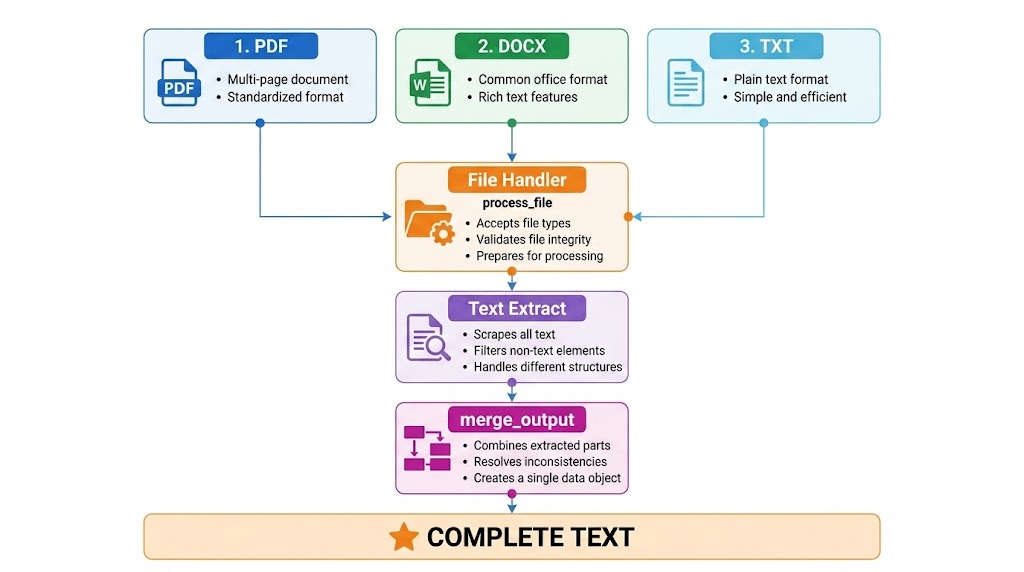 1. PDF
PDF
• Multi-page document
• Standardized format
2. DOCX
W
• Common office format
• Rich text features
3. TXT
• Plain text format
• Simple and efficient
File Handler
process_file
• Accepts file types
• Validates file integrity
• Prepares for processing
Text Extract
• Scrapes all text
• Filters non-text elements
• Handles different structures
merge_output
• Combines extracted parts
• Resolves inconsistencies
• Creates a single data object
COMPLETE TEXT